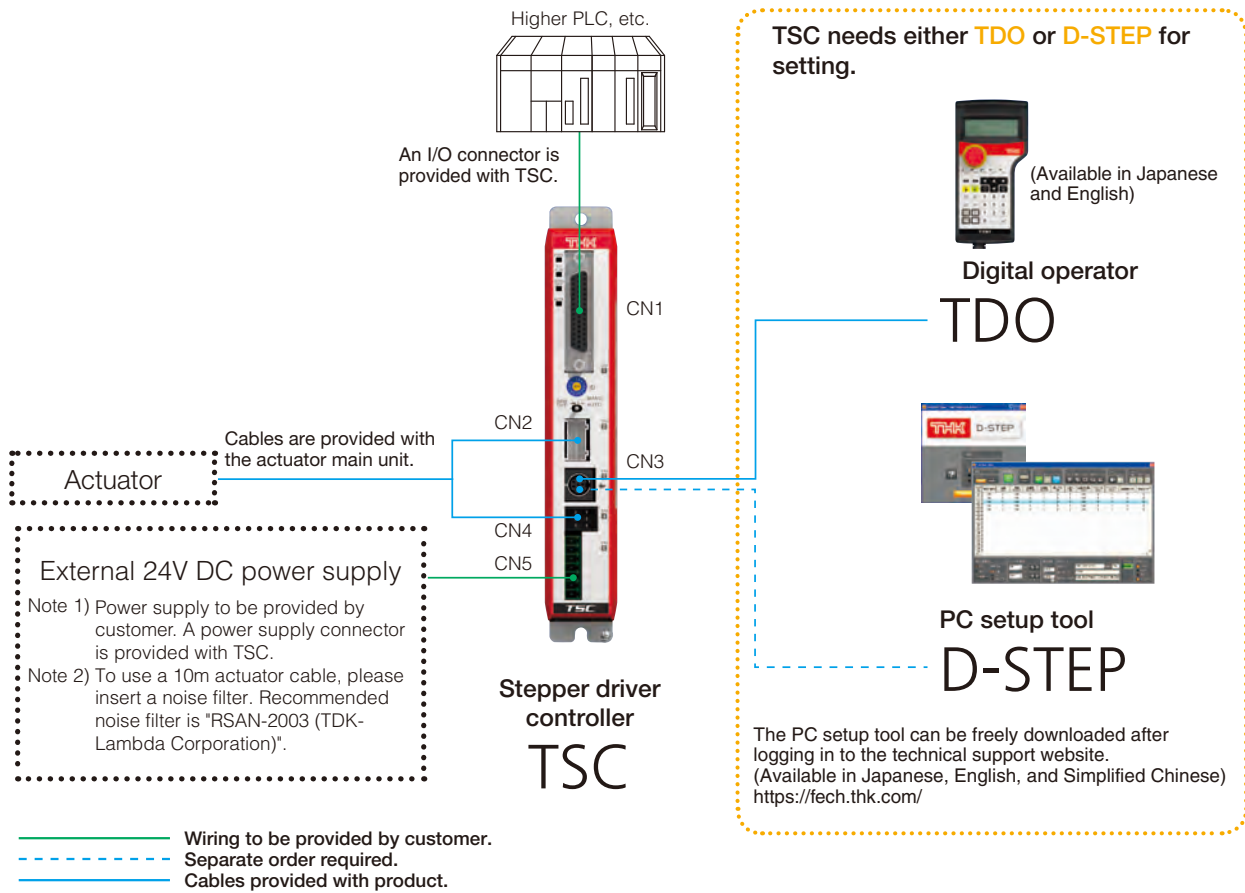 Higher PLC, etc.
An I/O connector is
provided with TSC.
THK
CN1
CN2
CN3
CN4
CN5
TSC
Cables are provided with
the actuator main unit.
Actuator
External 24V DC power supply
Note 1) Power supply to be provided by
customer. A power supply connector
is provided with TSC.
Note 2) To use a 10m actuator cable, please
insert a noise filter. Recommended
noise filter is "RSAN-2003 (TDK-
Lambda Corporation)".
Stepper driver
controller
TSC
TSC needs either TDO or D-STEP for
setting.
(Available in Japanese
and English)
Digital operator
TDO
THK D-STEP
PC setup tool
D-STEP
The PC setup tool can be freely downloaded after
logging in to the technical support website.
(Available in Japanese, English, and Simplified Chinese)
https://fech.thk.com/
Wiring to be provided by customer.
Separate order required.
Cables provided with product.